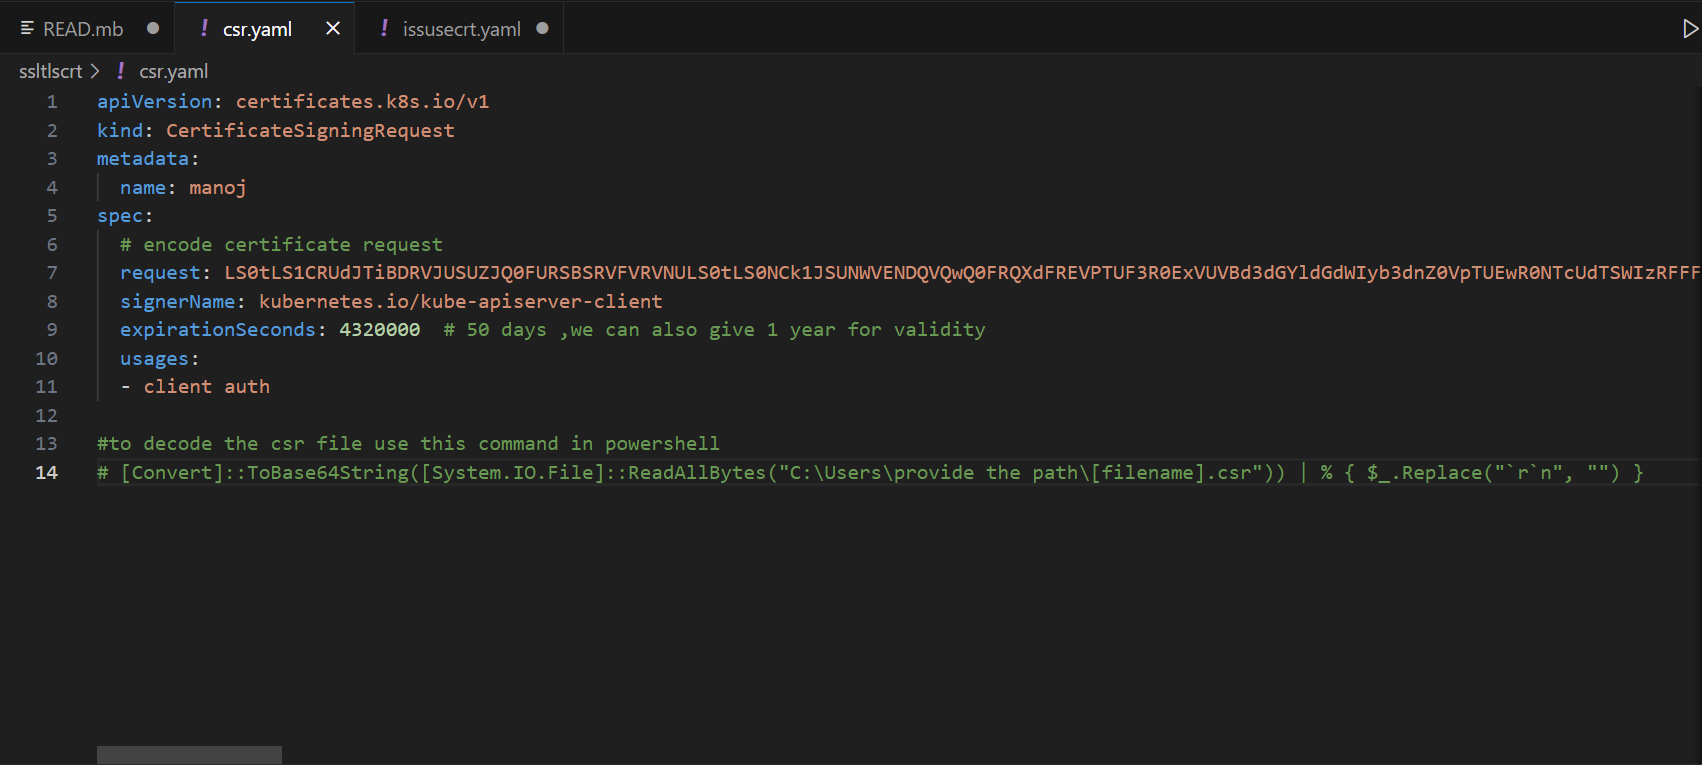 READ.mb
csr.yaml
issusecrt.yaml
ssltlscrt > ! csr.yaml
1 apiVersion: certificates.k8s.io/v1
2 kind: CertificateSigningRequest
3 metadata:
4 name: manoj
5 spec:
6 # encode certificate request
7 request: LS0tLS1CRUdJTiBDRVJUSUZJQ0FURSBSRVFVRVNULS0tLS0NCk1JSUNWVENDQVQwQ0FRQXdFREVPTUF3R0ExVUVBd3dGYldGdWIyb3dnZ0VpTUEwR0NTcUdTSWIzRFFF
8 signerName: kubernetes.io/kube-apiserver-client
9 expirationSeconds: 4320000 # 50 days ,we can also give 1 year for validity
10 usages:
11 - client auth
12
13 #to decode the csr file use this command in powershell
14 # [Convert]::ToBase64String([System.IO.File]::ReadAllBytes("C:\Users\provide the path\[filename].csr")) | % { $_.Replace("`r`n", "") }